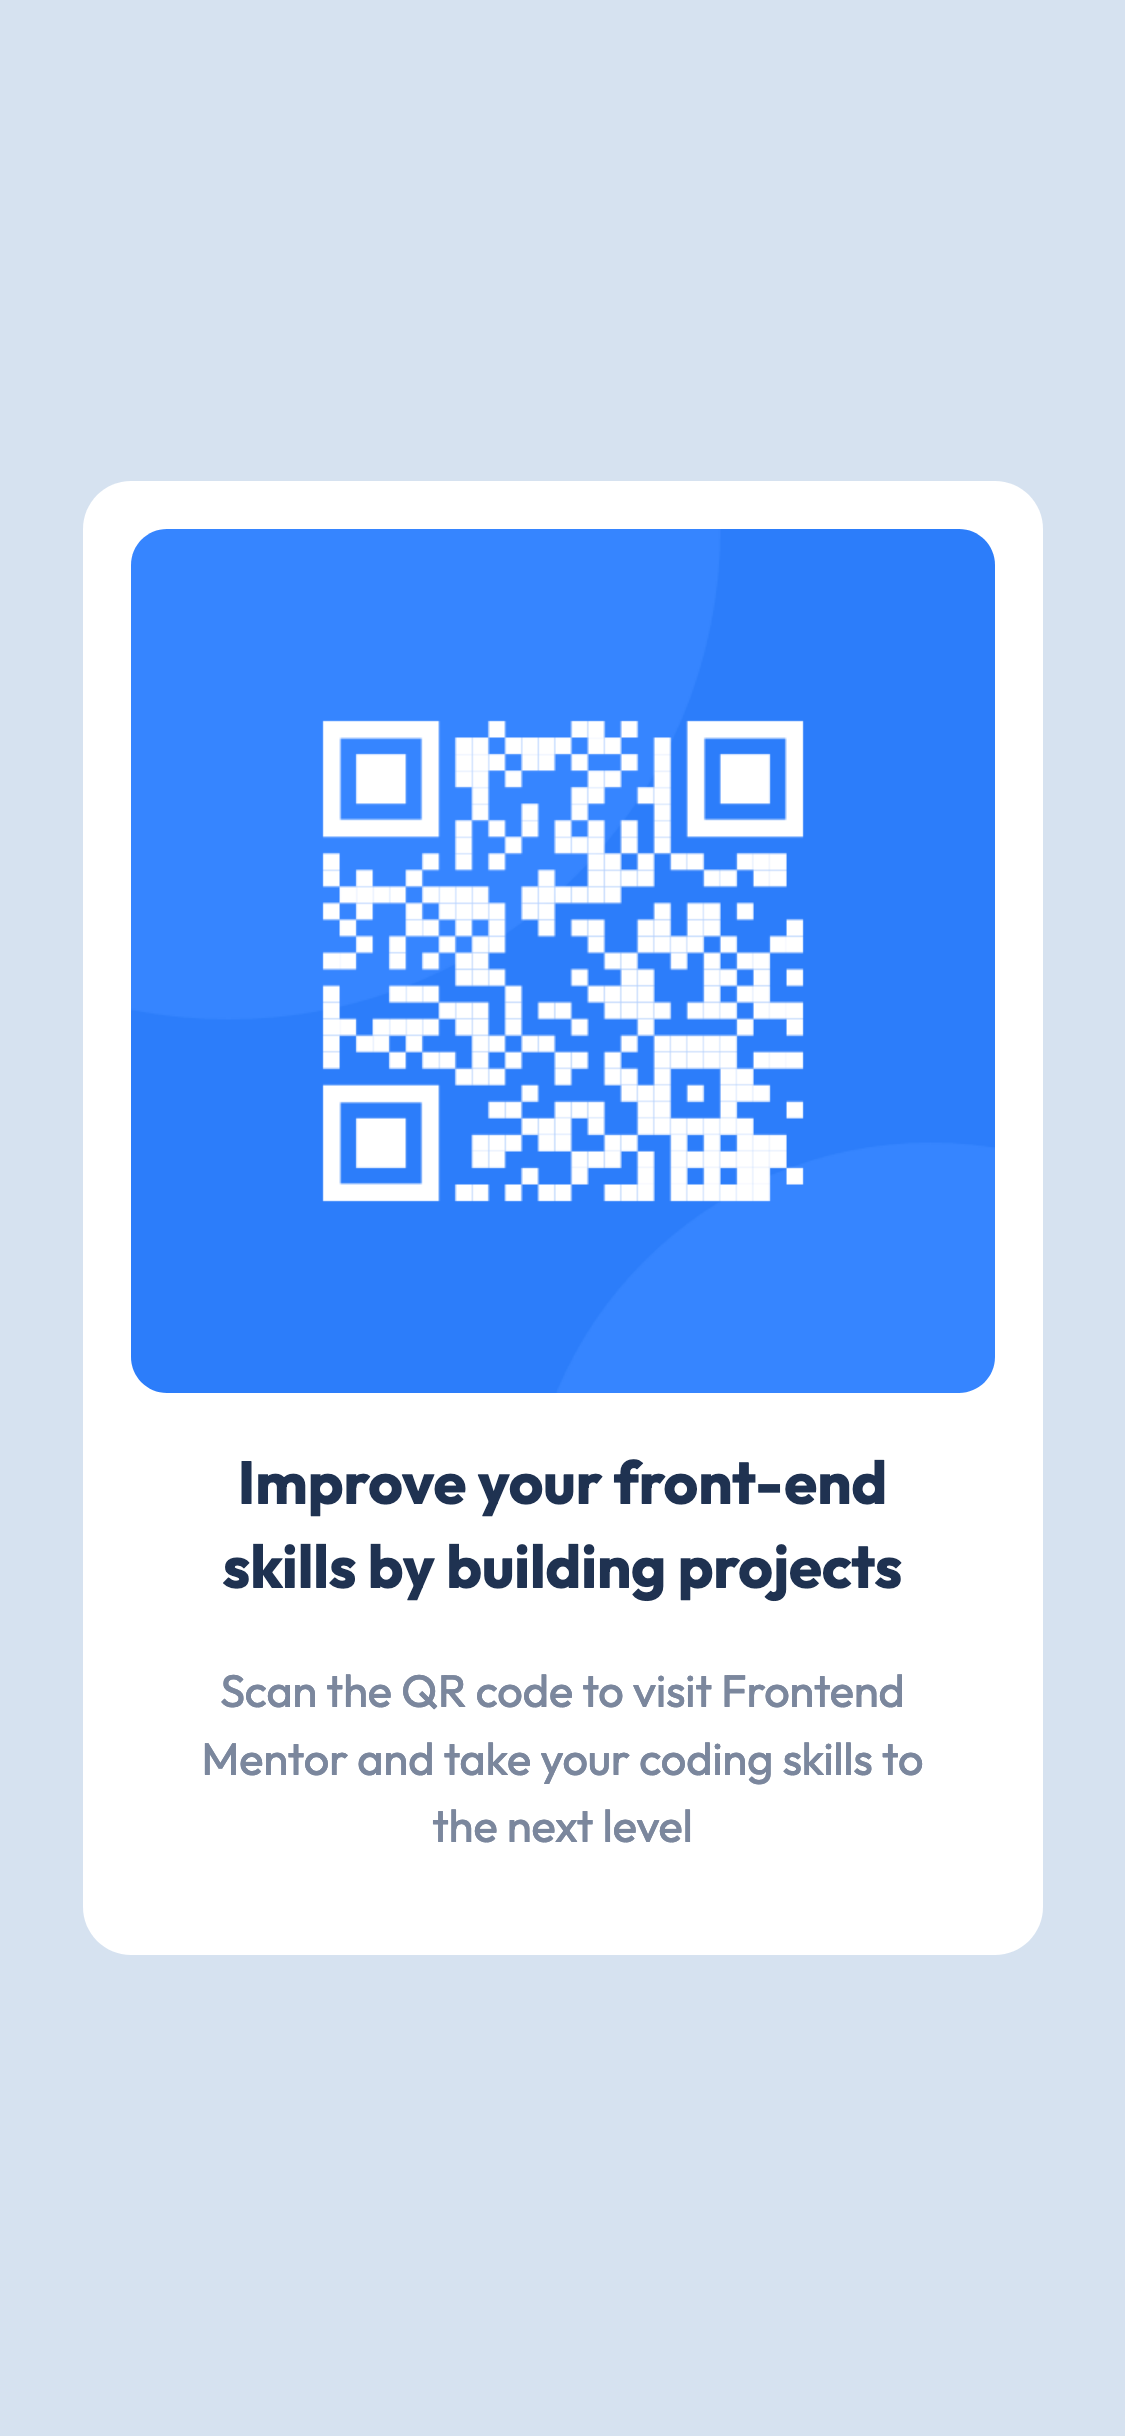 Improve your front-end
skills by building projects
Scan the QR code to visit Frontend
Mentor and take your coding skills to
the next level